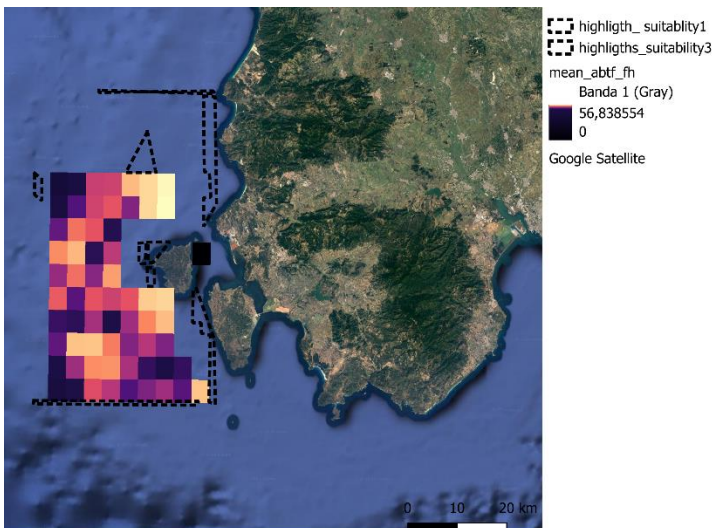 highligth_ suitablity1
highligths_suitability3
mean_abtf_fh
Banda 1 (Gray)
56,838554
0
Google Satellite
0 10 20 km